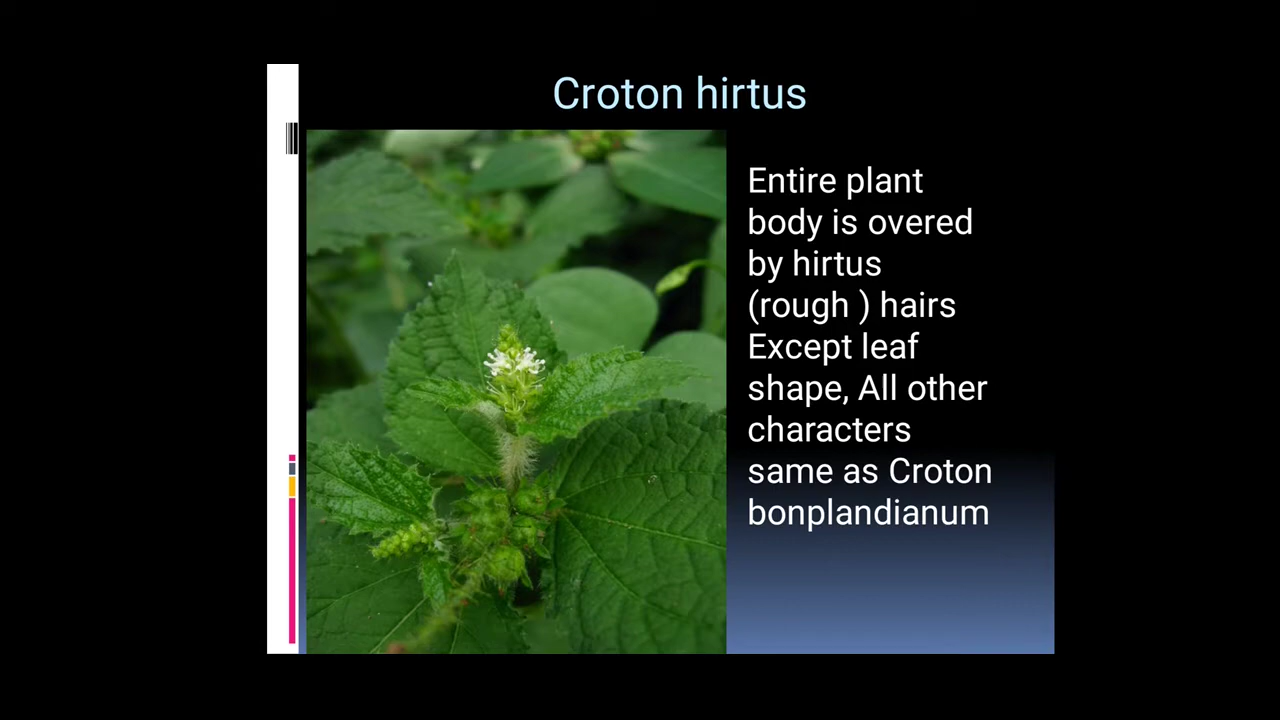 Croton hirtus
Entire plant
body is overed
by hirtus
(rough ) hairs
Except leaf
shape, All other
characters
same as Croton
bonplandianum